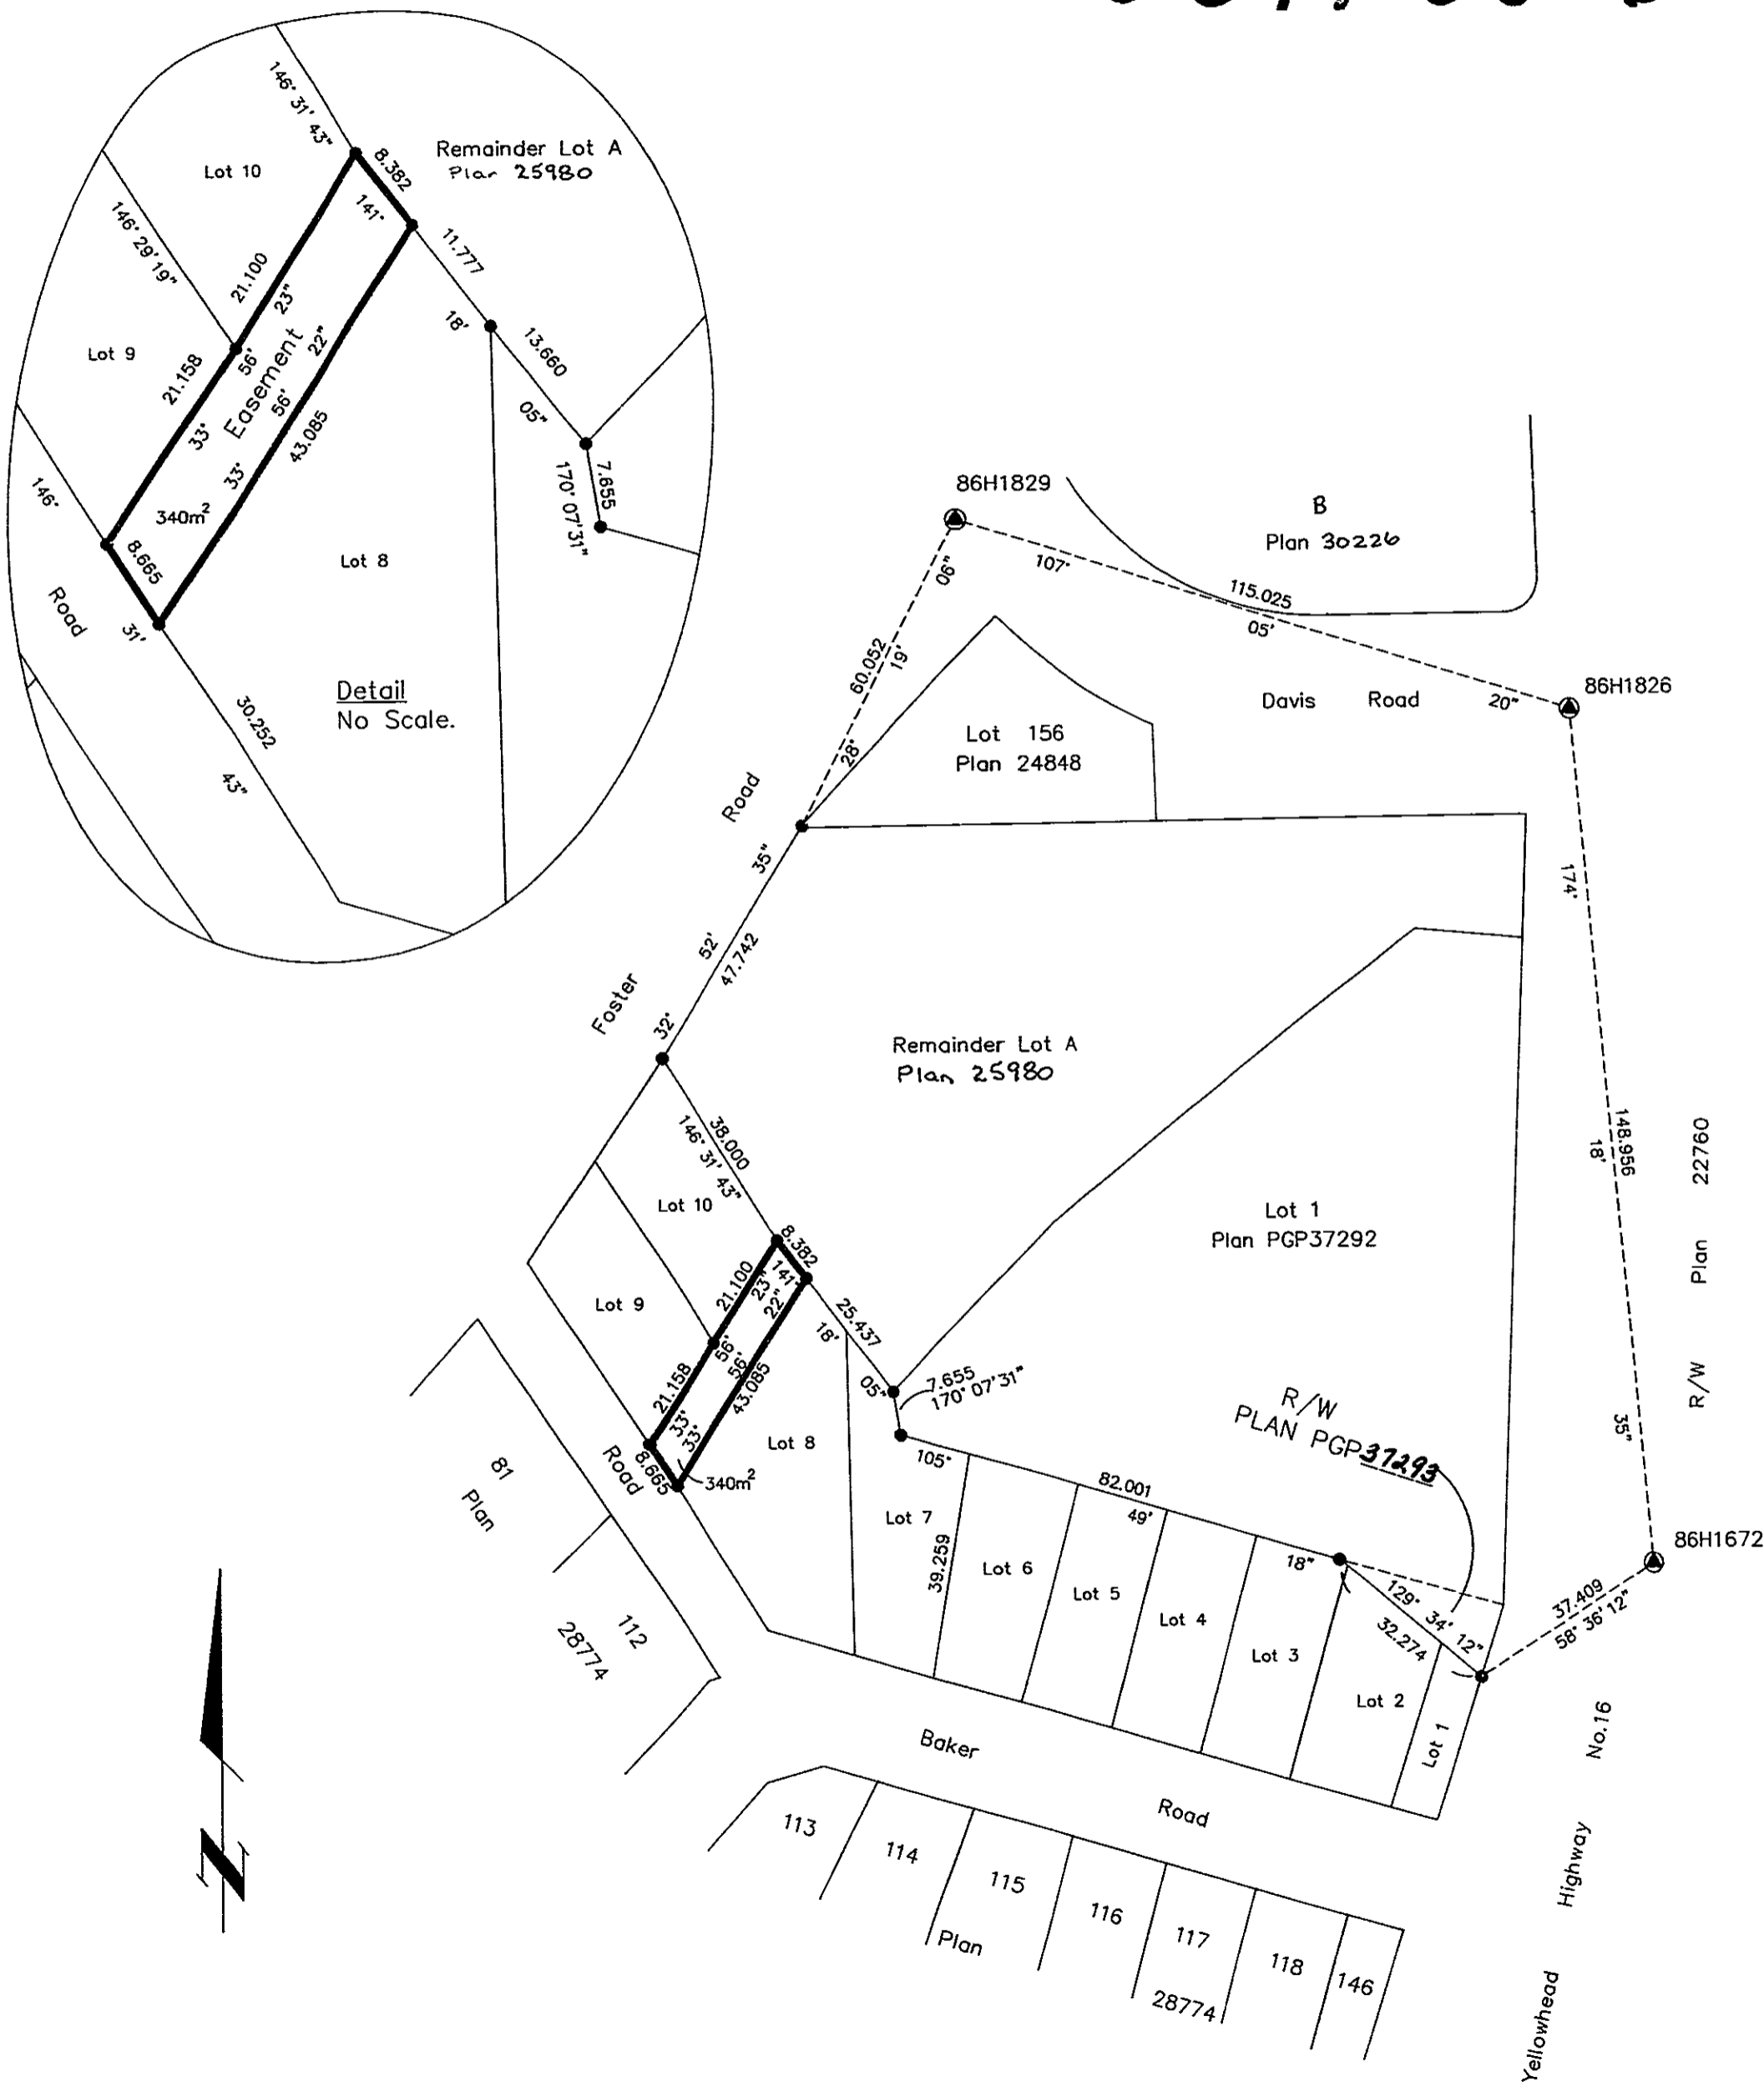 146° 31' 43"
Lot 10
8.382
Remainder Lot A
Plan 25980
141°
146° 29' 19"
21.100
23"
11.777
18'
Lot 9
21.158
56'
Easement
22"
56'
13.660
05"
33'
43.085
33°
7.655
170° 07' 31"
146°
340m²
8.665
Lot 8
Road
31'
Detail
No Scale.
30.252
43"
86H1829
B
Plan 30226
06"
107°
115.025
05'
60.052
19'
86H1826
Davis Road
20"
28°
Lot 156
Plan 24848
Road
35"
174°
52'
47.742
Foster
32°
Remainder Lot A
Plan 25980
148.956
18'
R/W Plan 22760
38.000
146° 31' 43"
Lot 10
Lot 1
Plan PGP37292
8.382
141°
21.100
23"
22"
Lot 9
25.437
18'
56'
56'
21.158
43.085
05"
7.655
170° 07' 31"
R/W
PLAN PGP37293
35"
33°
33°
Lot 8
Road
8.665
340m²
105°
82.001
49'
81
Plan
Lot 7
39.259
Lot 6
Lot 5
Lot 4
Lot 3
18"
86H1672
129° 34' 12"
32.274
37.409
58° 36' 12"
112
28774
Lot 2
Lot 1
Baker Road
Yellowhead Highway No.16
113
114
115
116
117
118
146
Plan 28774
N